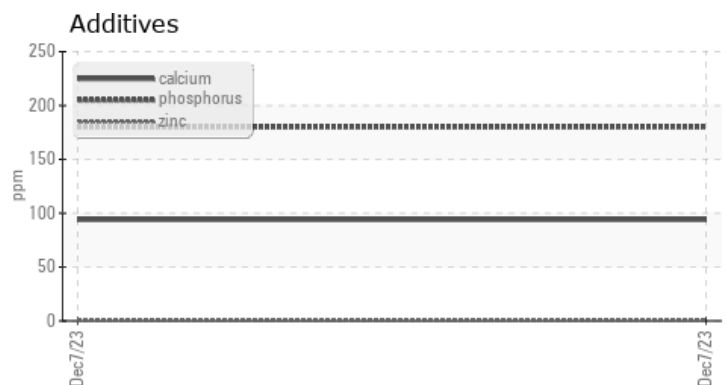 Additives
250
200
150
100
50
0
ppm
calcium
phosphorus
zinc
Dec7/23
Dec7/23